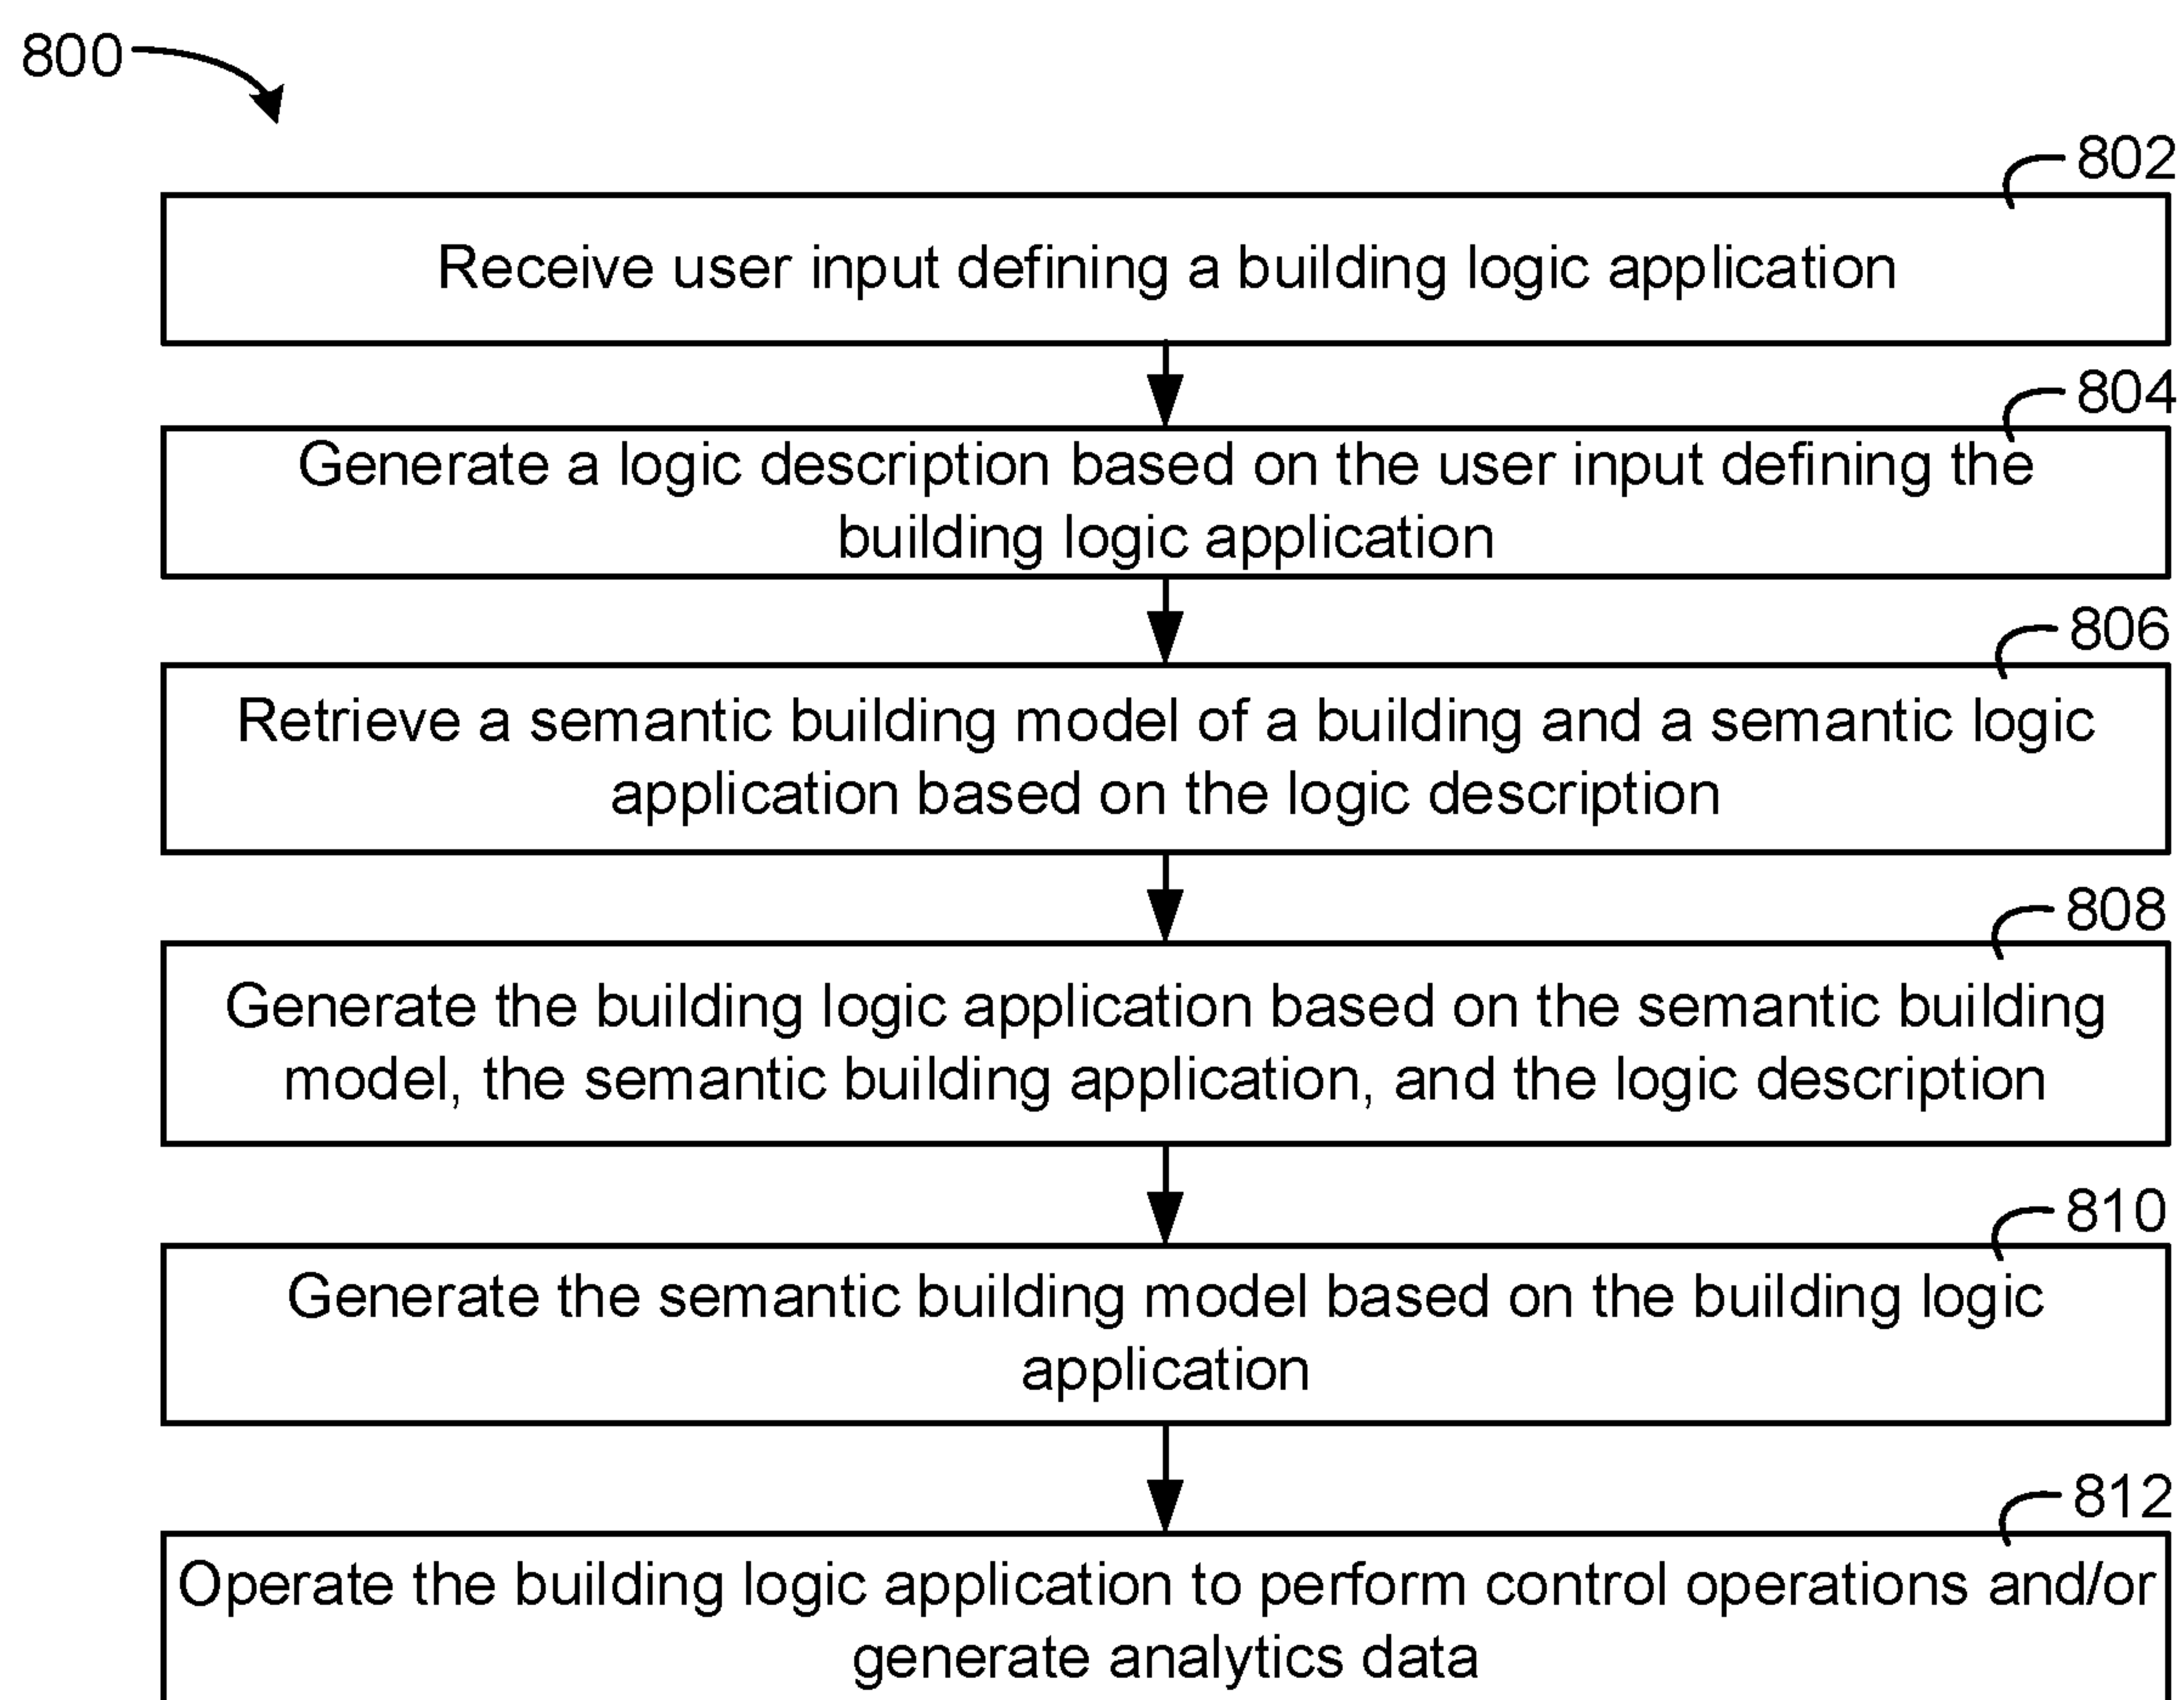 800
802
Receive user input defining a building logic application
804
Generate a logic description based on the user input defining the
building logic application
806
Retrieve a semantic building model of a building and a semantic logic
application based on the logic description
808
Generate the building logic application based on the semantic building
model, the semantic building application, and the logic description
810
Generate the semantic building model based on the building logic
application
812
Operate the building logic application to perform control operations and/or
generate analytics data